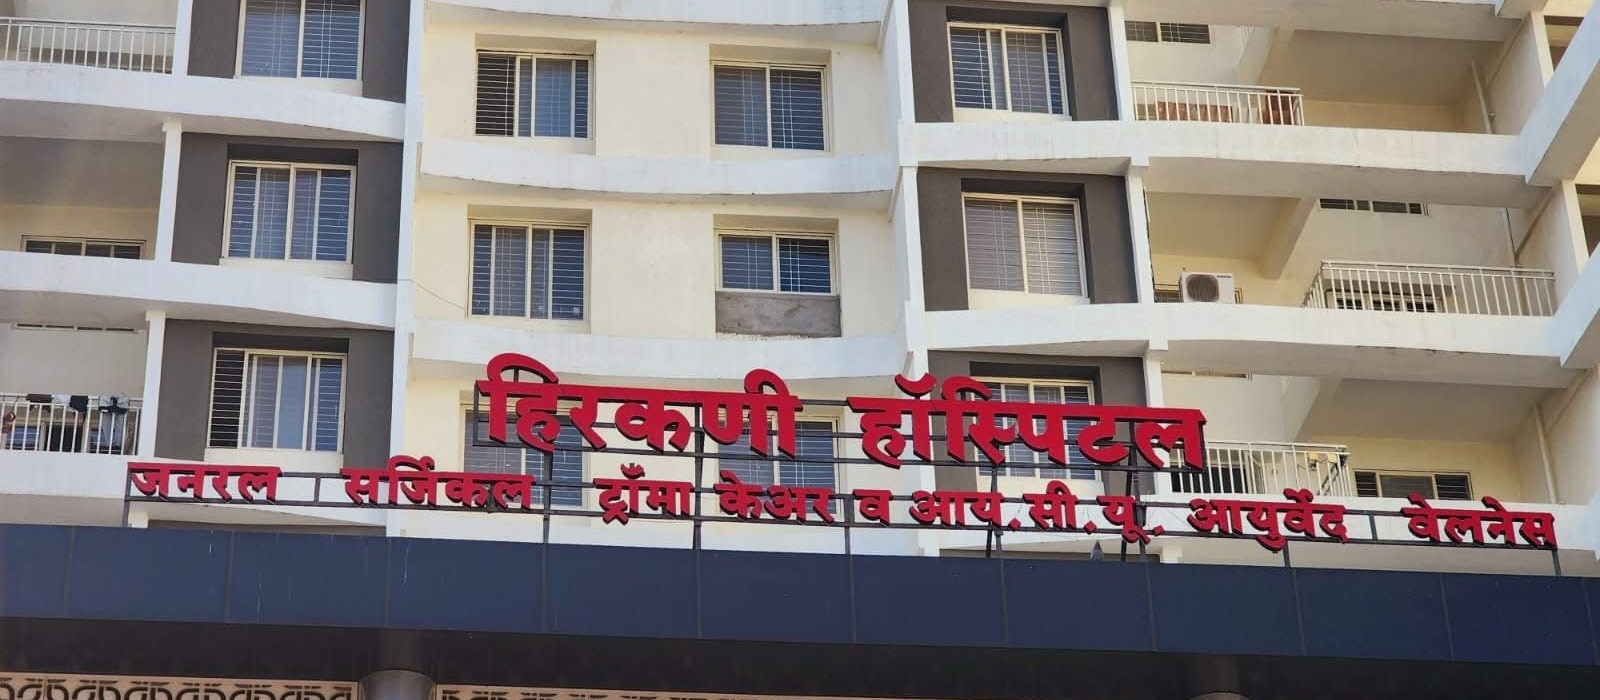 हिरकणी हॉस्पिटल
जनरल सर्जिकल ट्रॉमा केअर व आय.सी.यू. आयुर्वेद वेलनेस